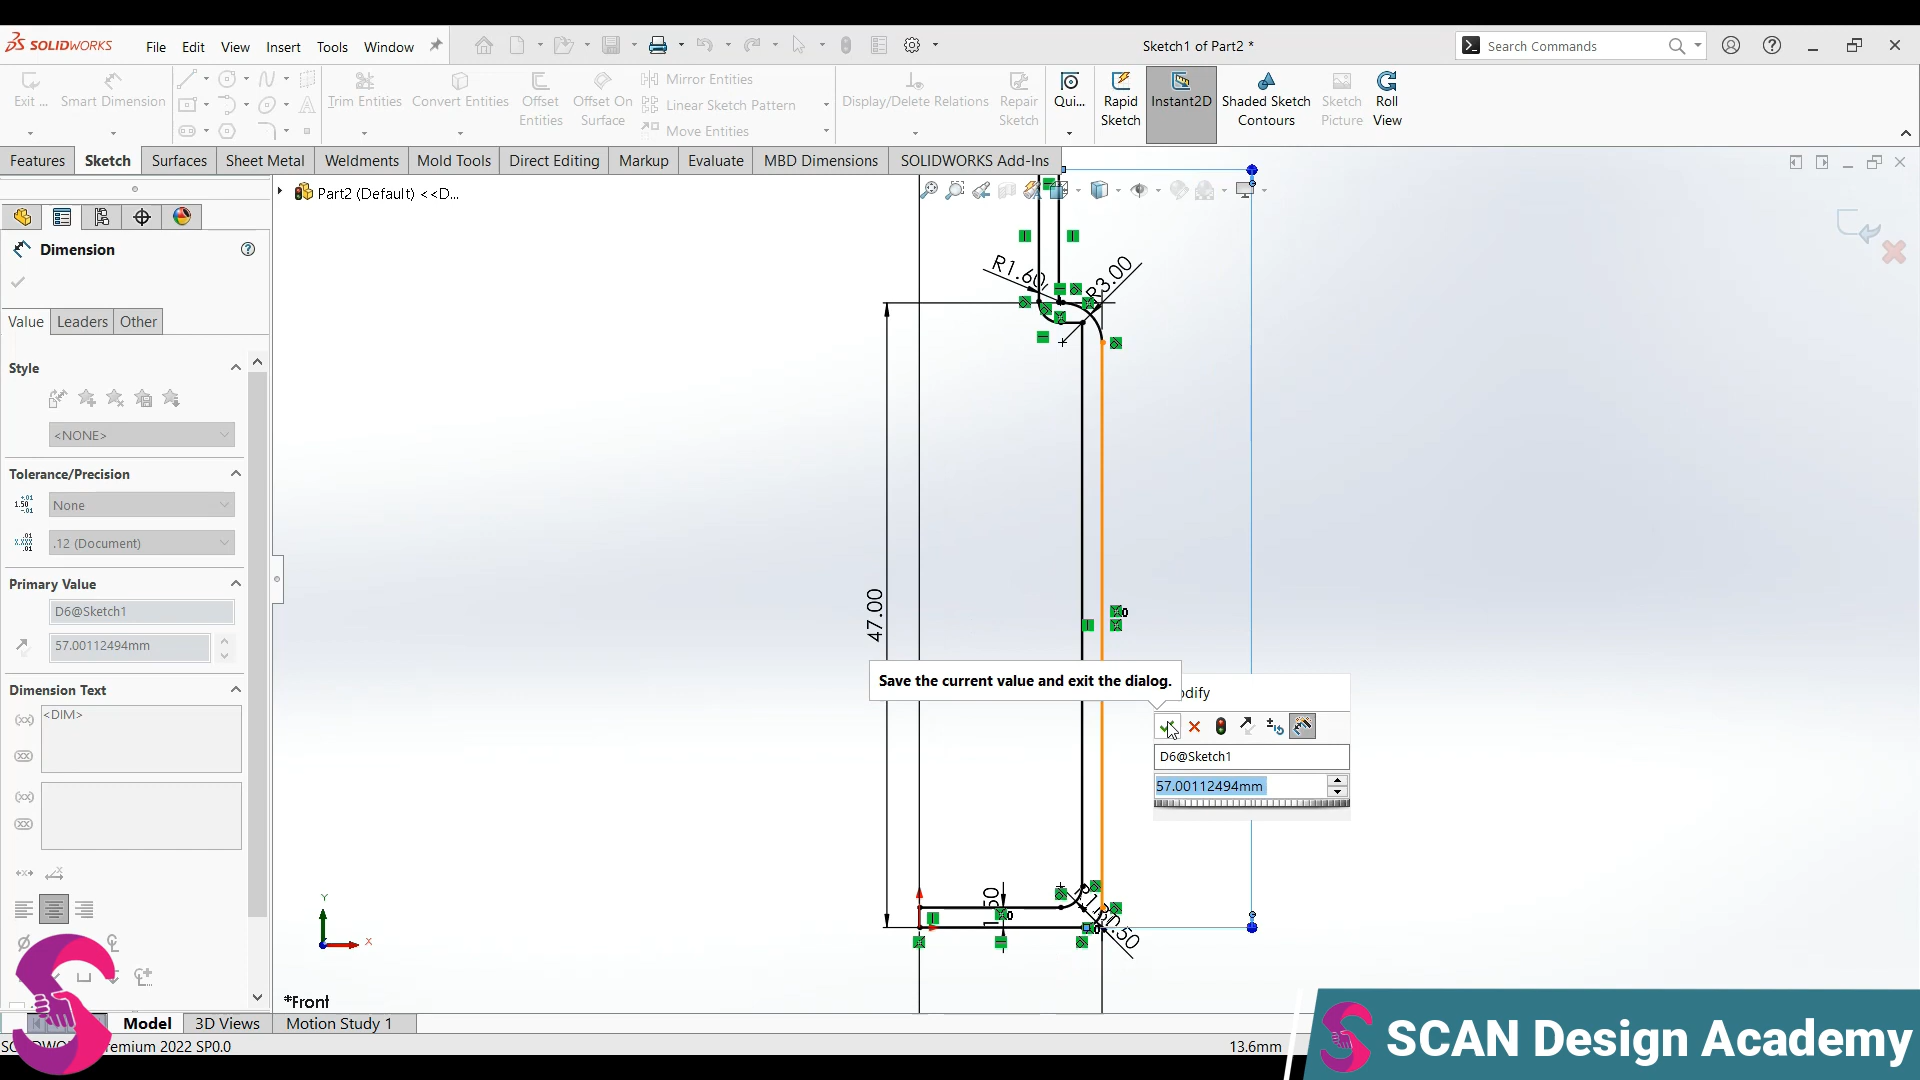 SOLIDWORKS File Edit View Insert Tools Window Sketch1 of Part2 * Search Commands
Exit ... Smart Dimension Trim Entities Convert Entities Offset Entities Offset On Surface Mirror Entities Linear Sketch Pattern Move Entities Display/Delete Relations Repair Sketch Qui... Rapid Sketch Instant2D Shaded Sketch Contours Sketch Picture Roll View
Features Sketch Surfaces Sheet Metal Weldments Mold Tools Direct Editing Markup Evaluate MBD Dimensions SOLIDWORKS Add-Ins
Part2 (Default) <<D...
Dimension
Value Leaders Other
Style
<NONE>
Tolerance/Precision
None
.12 (Document)
Primary Value
D6@Sketch1
57.00112494mm
Dimension Text
<DIM>
R1.60
R3.00
47.00
Save the current value and exit the dialog.
odify
D6@Sketch1
57.00112494mm
Y
X
*Front
Model 3D Views Motion Study 1
remium 2022 SP0.0
13.6mm
SCAN Design Academy